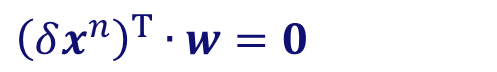 (δxⁿ)ᵀ · w = 0